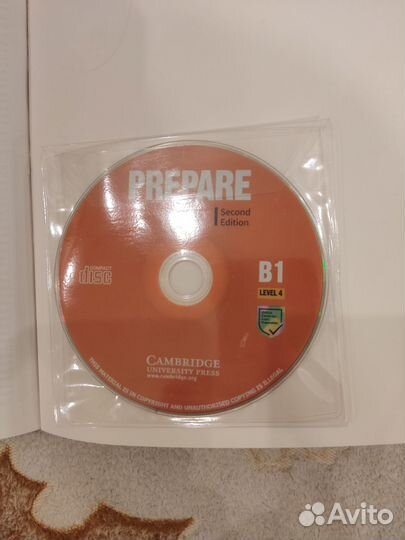 PREPARE
Second
Edition
COMPACT
disc
B1
LEVEL 4
CAMBRIDGE
UNIVERSITY PRESS
www.cambridge.org
THIS MATERIAL IS IN COPYRIGHT AND UNAUTHORISED COPYING IS ILLEGAL
Avito